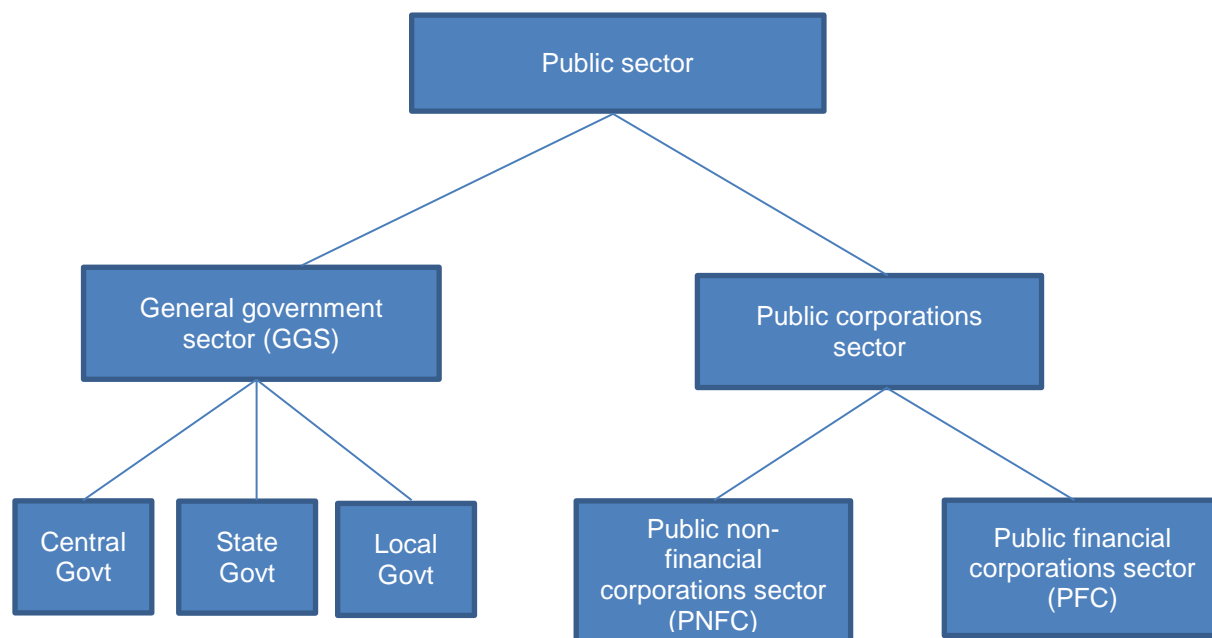 Public sector
General government
sector (GGS)
Public corporations
sector
Central
Govt
State
Govt
Local
Govt
Public non-
financial
corporations sector
(PNFC)
Public financial
corporations sector
(PFC)